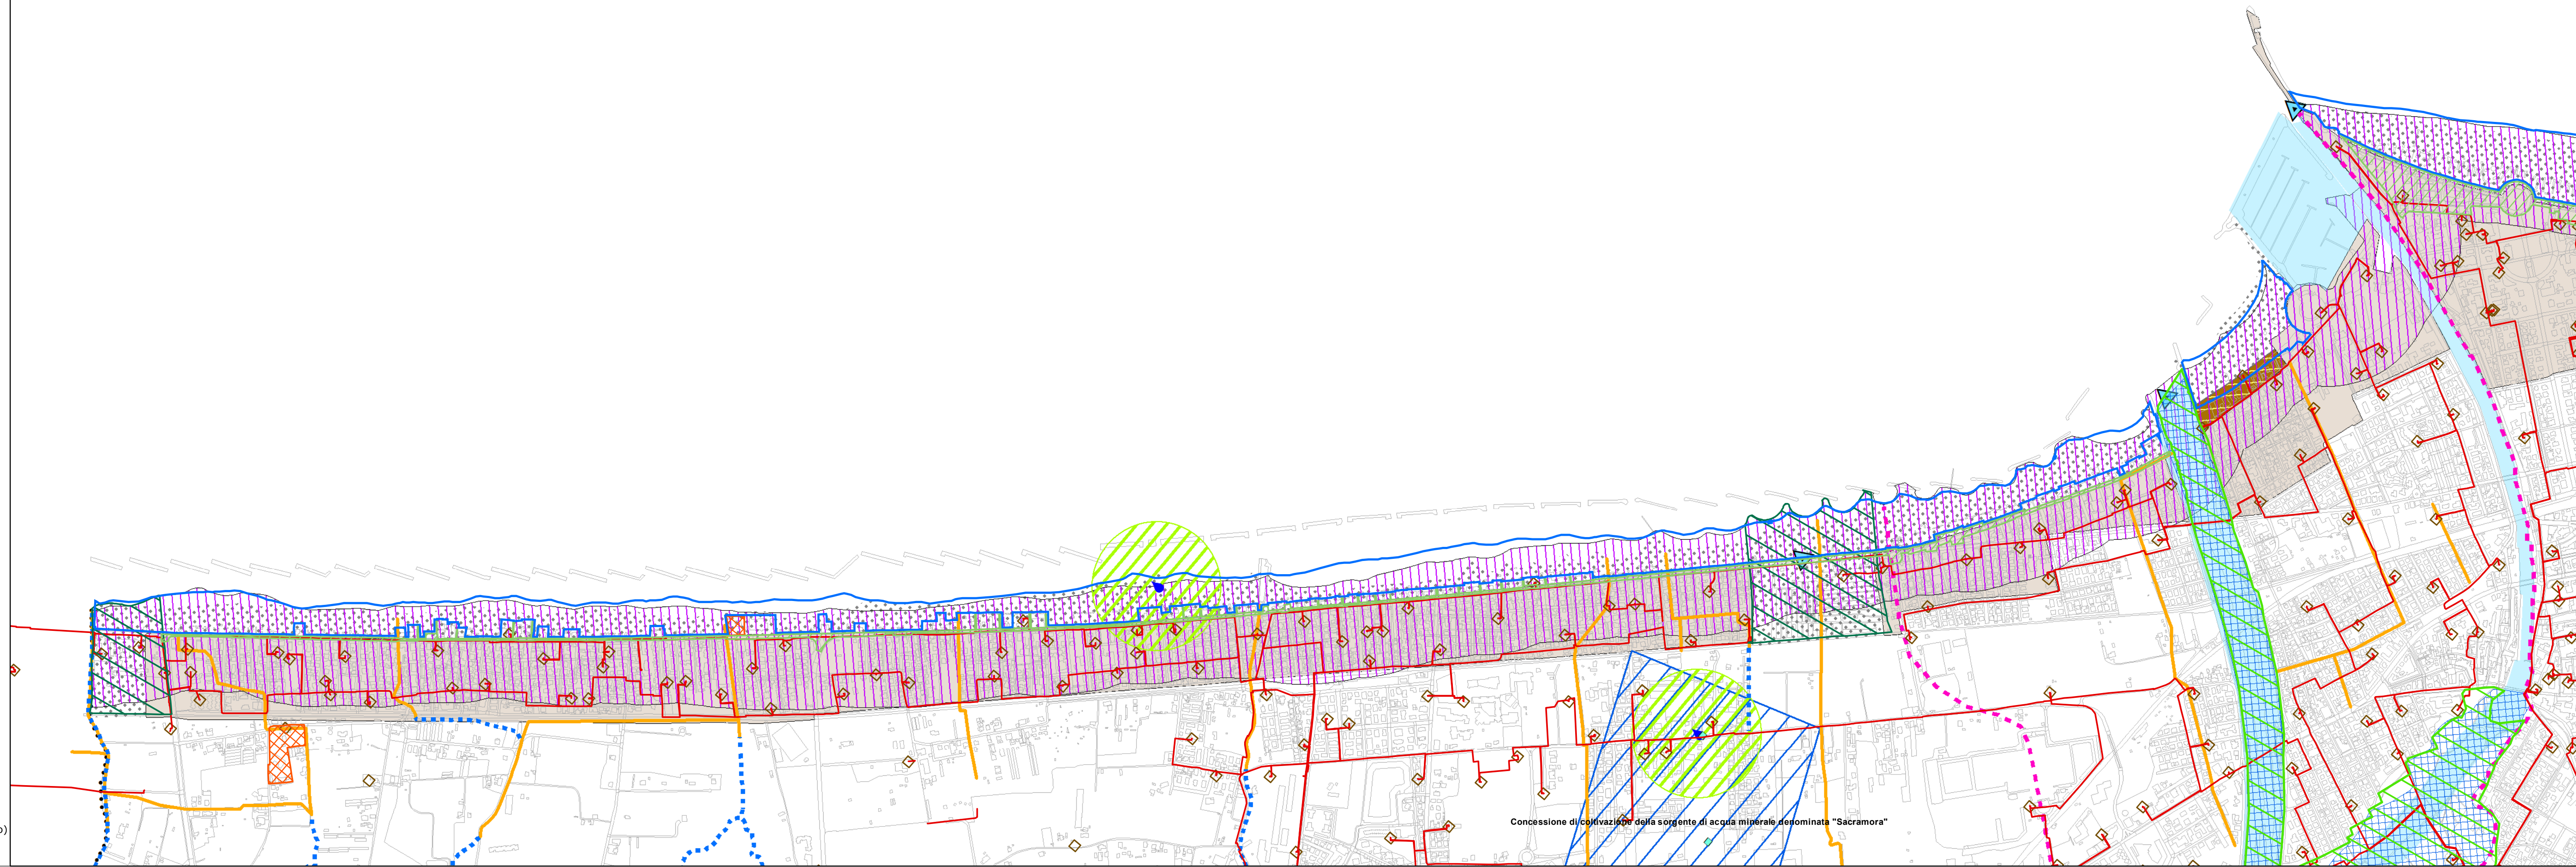 o)
Concessione di coltivazione della sorgente di acqua minerale denominata "Sacramora"